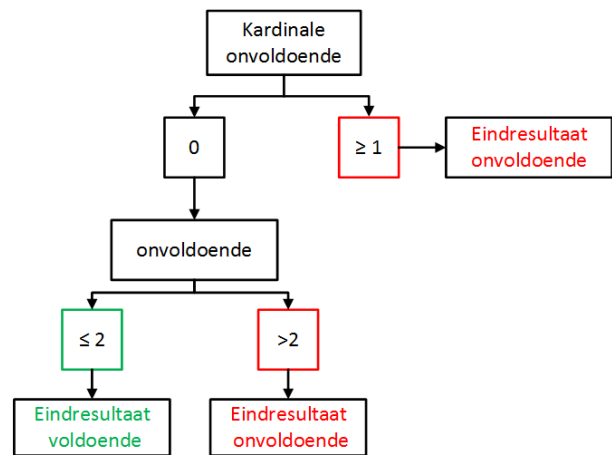 Kardinale
onvoldoende
0
≥ 1
Eindresultaat
onvoldoende
onvoldoende
≤ 2
>2
Eindresultaat
voldoende
Eindresultaat
onvoldoende